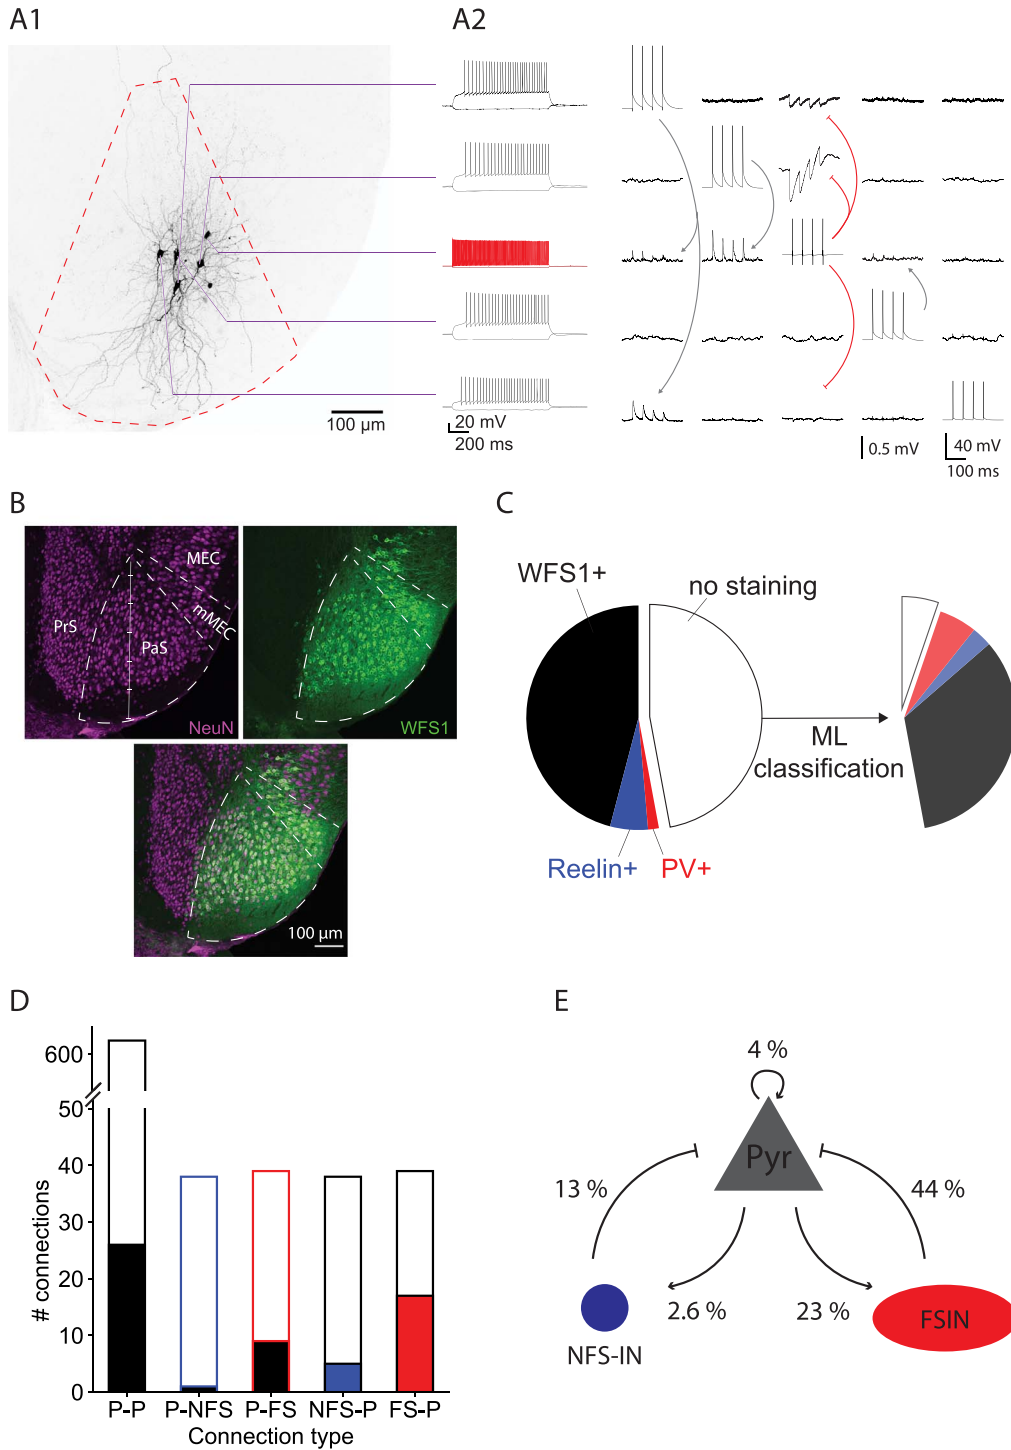 A1
A2
100 µm
20 mV
200 ms
0.5 mV
40 mV
100 ms
B
MEC
mMEC
PrS
PaS
NeuN
WFS1
100 µm
C
WFS1+
no staining
ML
classification
Reelin+
PV+
D
600
50
40
30
20
10
0
# connections
P-P
P-NFS
P-FS
NFS-P
FS-P
Connection type
E
4 %
Pyr
13 %
44 %
2.6 %
23 %
NFS-IN
FSIN